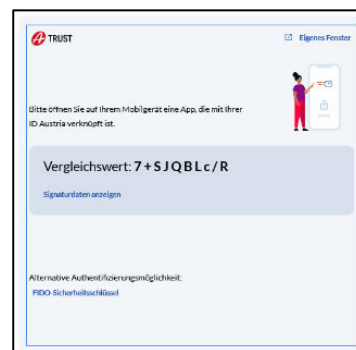 A TRUST
Eigenes Fenster
Bitte öffnen Sie auf Ihrem Mobilgerät eine App, die mit Ihrer
ID Austria verknüpft ist.
Vergleichswert: 7+SJQBLc/R
Signaturdaten anzeigen
Alternative Authentifizierungsmöglichkeit:
FIDO-Sicherheitsschlüssel